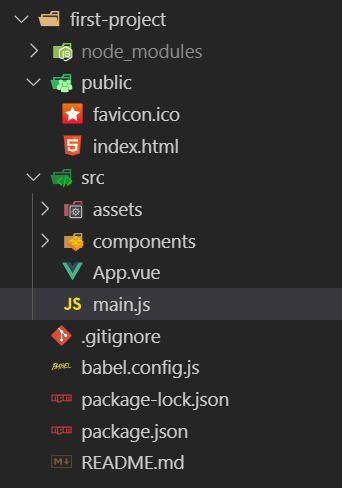 first-project
node_modules
public
favicon.ico
index.html
src
assets
components
App.vue
JS main.js
.gitignore
BABEL babel.config.js
package-lock.json
package.json
README.md